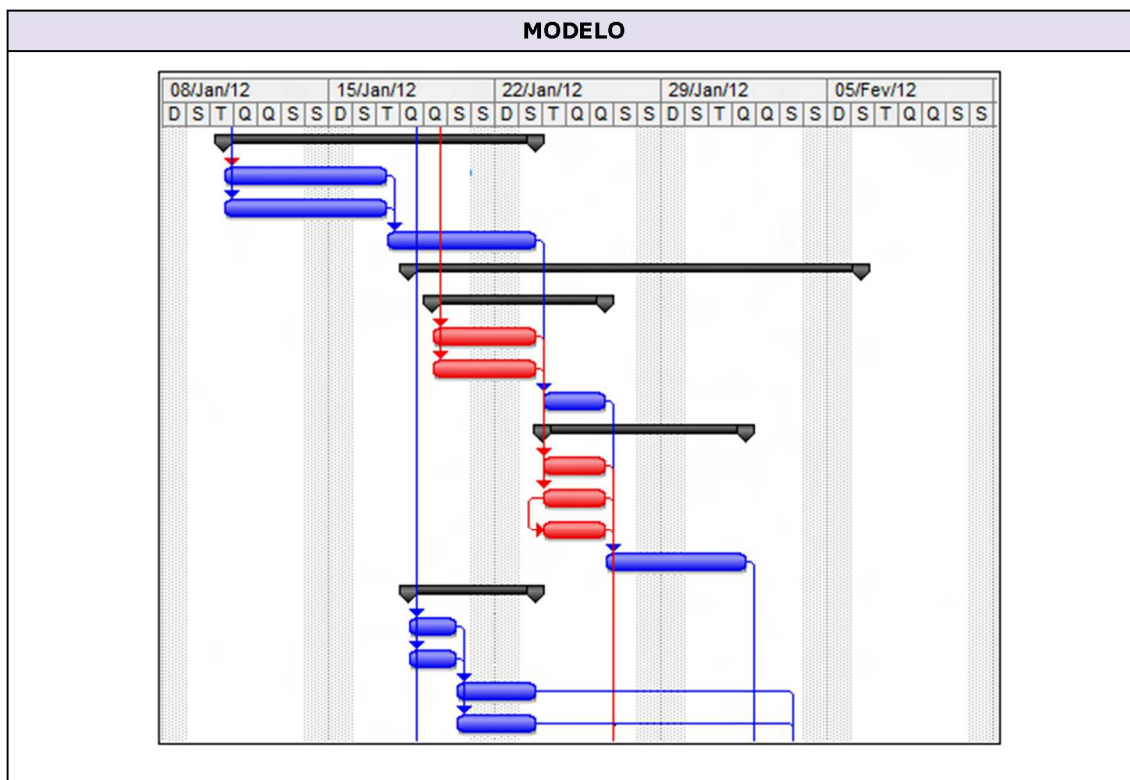 MODELO
08/Jan/12 15/Jan/12 22/Jan/12 29/Jan/12 05/Fev/12
D S T Q Q S S D S T Q Q S S D S T Q Q S S D S T Q Q S S D S T Q Q S S